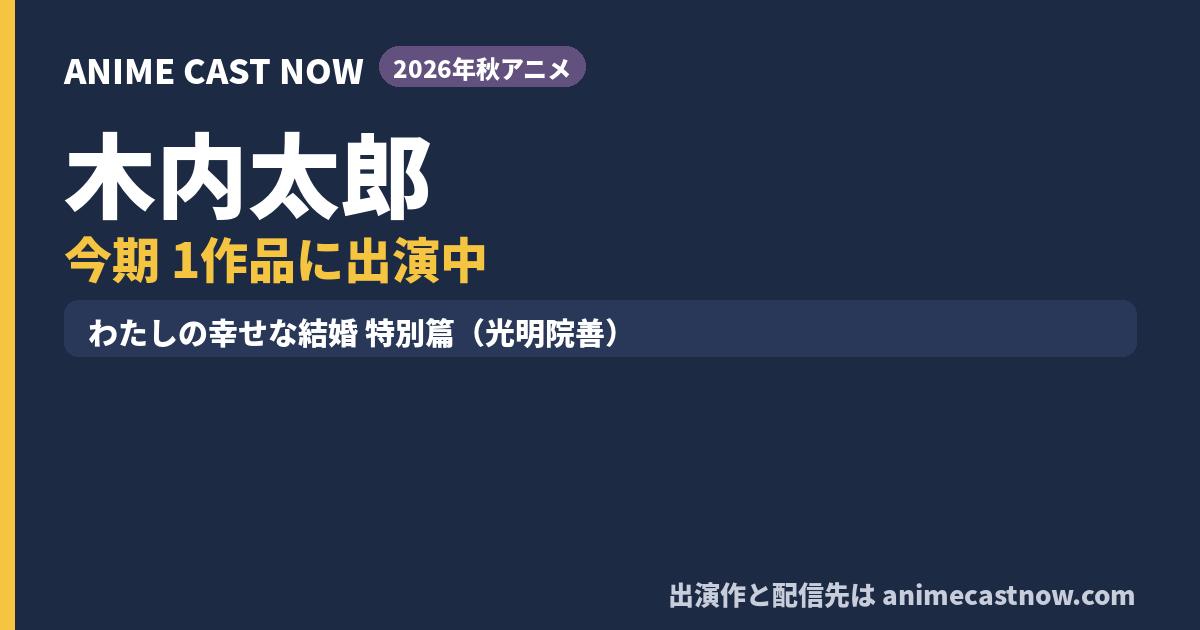 ANIME CAST NOW 2026年秋アニメ
木内太郎
今期 1作品に出演中
わたしの幸せな結婚 特別篇（光明院善）
出演作と配信先は animecastnow.com